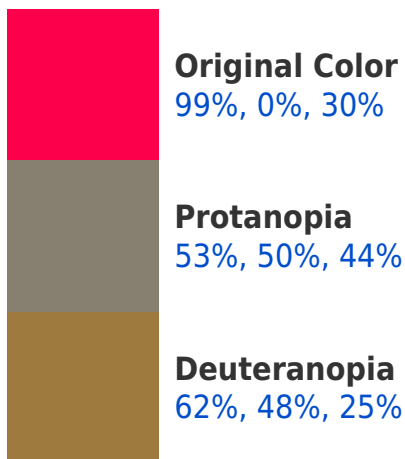 Original Color
99%, 0%, 30%
Protanopia
53%, 50%, 44%
Deuteranopia
62%, 48%, 25%